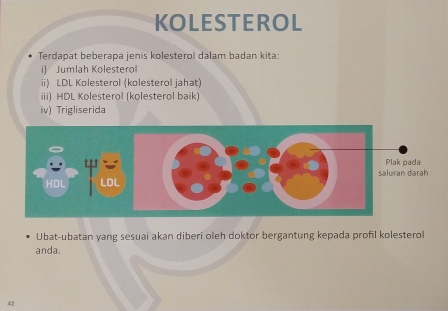 KOLESTEROL
• Terdapat beberapa jenis kolesterol dalam badan kita:
i) Jumlah Kolesterol
ii) LDL Kolesterol (kolesterol jahat)
iii) HDL Kolesterol (kolesterol baik)
iv) Trigliserida
HDL
LDL
Plak pada
saluran darah
• Ubat-ubatan yang sesuai akan diberi oleh doktor bergantung kepada profil kolesterol
anda.
42